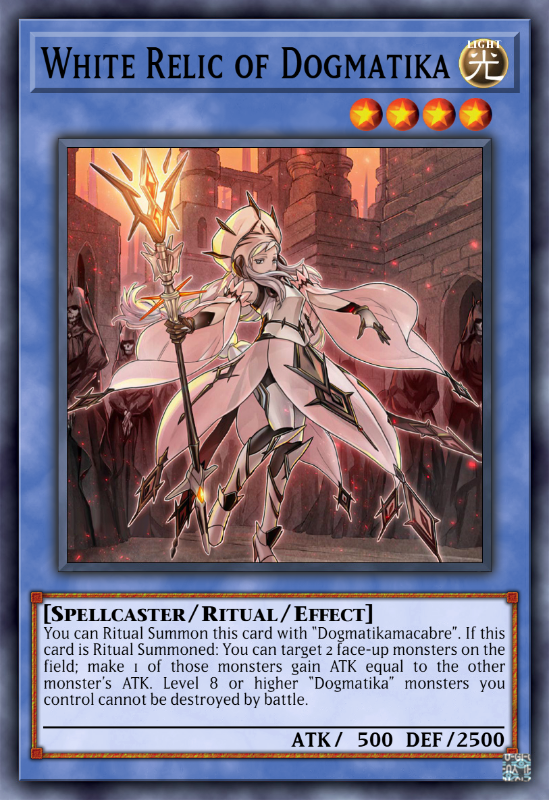 White Relic of Dogmatika
LIGHT
光
[Spellcaster/Ritual/Effect]
You can Ritual Summon this card with "Dogmatikamacabre". If this
card is Ritual Summoned: You can target 2 face-up monsters on the
field; make 1 of those monsters gain ATK equal to the other
monster's ATK. Level 8 or higher "Dogmatika" monsters you
control cannot be destroyed by battle.
ATK/ 500 DEF/2500